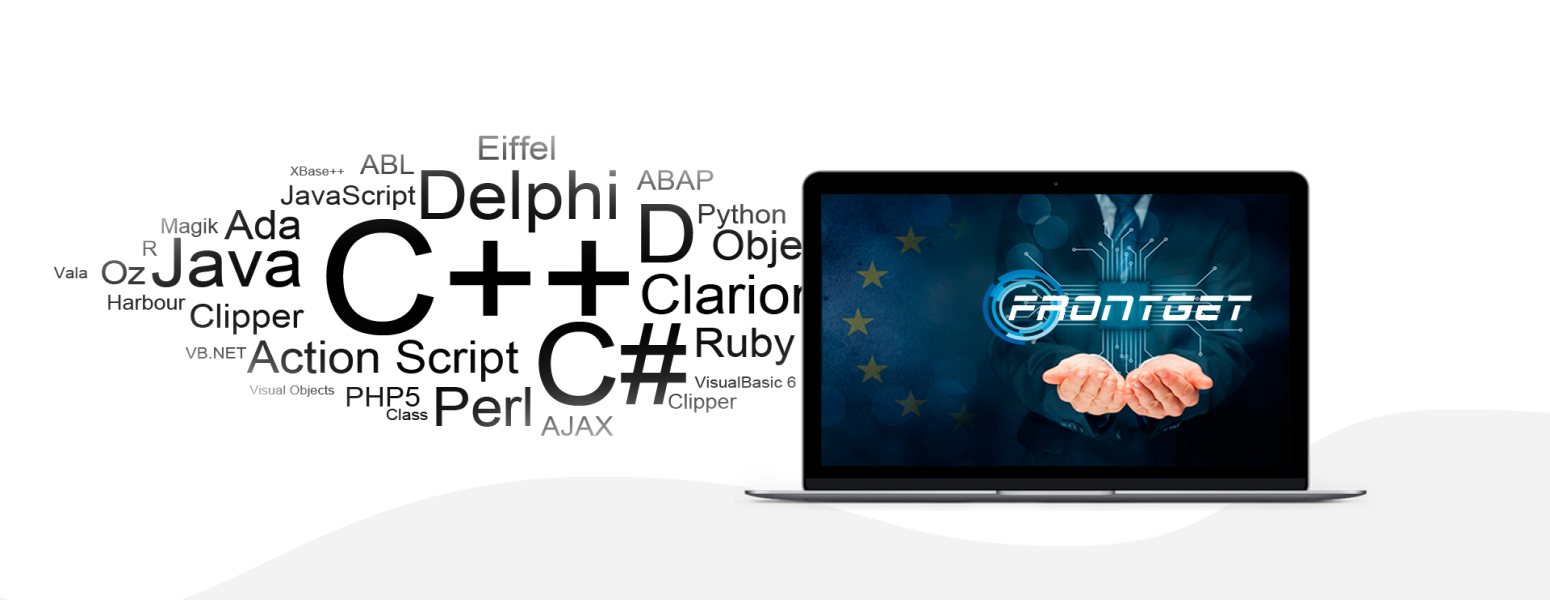 Eiffel
XBase++ ABL
JavaScript Delphi ABAP
Magik Ada D Python
R Java C++ Obje
Vala Oz Clarion
Harbour Clipper
VB.NET Action Script C# Ruby
Visual Objects PHP5 VisualBasic 6
Class Perl Clipper
AJAX
FRONTGET